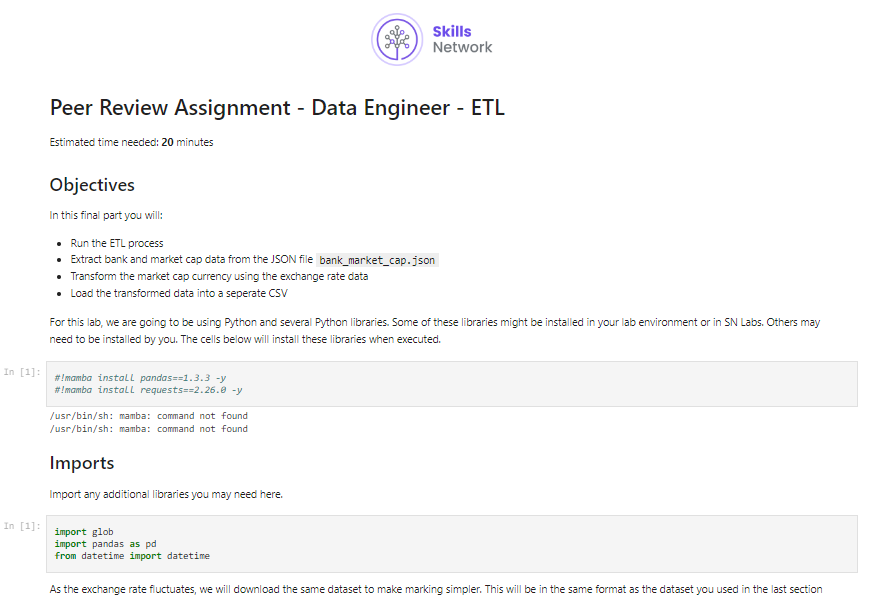 Skills
Network
Peer Review Assignment - Data Engineer - ETL
Estimated time needed: 20 minutes
Objectives
In this final part you will:
Run the ETL process
Extract bank and market cap data from the JSON file bank_market_cap.json
Transform the market cap currency using the exchange rate data
Load the transformed data into a seperate CSV
For this lab, we are going to be using Python and several Python libraries. Some of these libraries might be installed in your lab environment or in SN Labs. Others may
need to be installed by you. The cells below will install these libraries when executed.
In [1]:
#!mamba install pandas==1.3.3 -y
#!mamba install requests==2.26.0 -y
/usr/bin/sh: mamba: command not found
/usr/bin/sh: mamba: command not found
Imports
Import any additional libraries you may need here.
In [1]:
import glob
import pandas as pd
from datetime import datetime
As the exchange rate fluctuates, we will download the same dataset to make marking simpler. This will be in the same format as the dataset you used in the last section